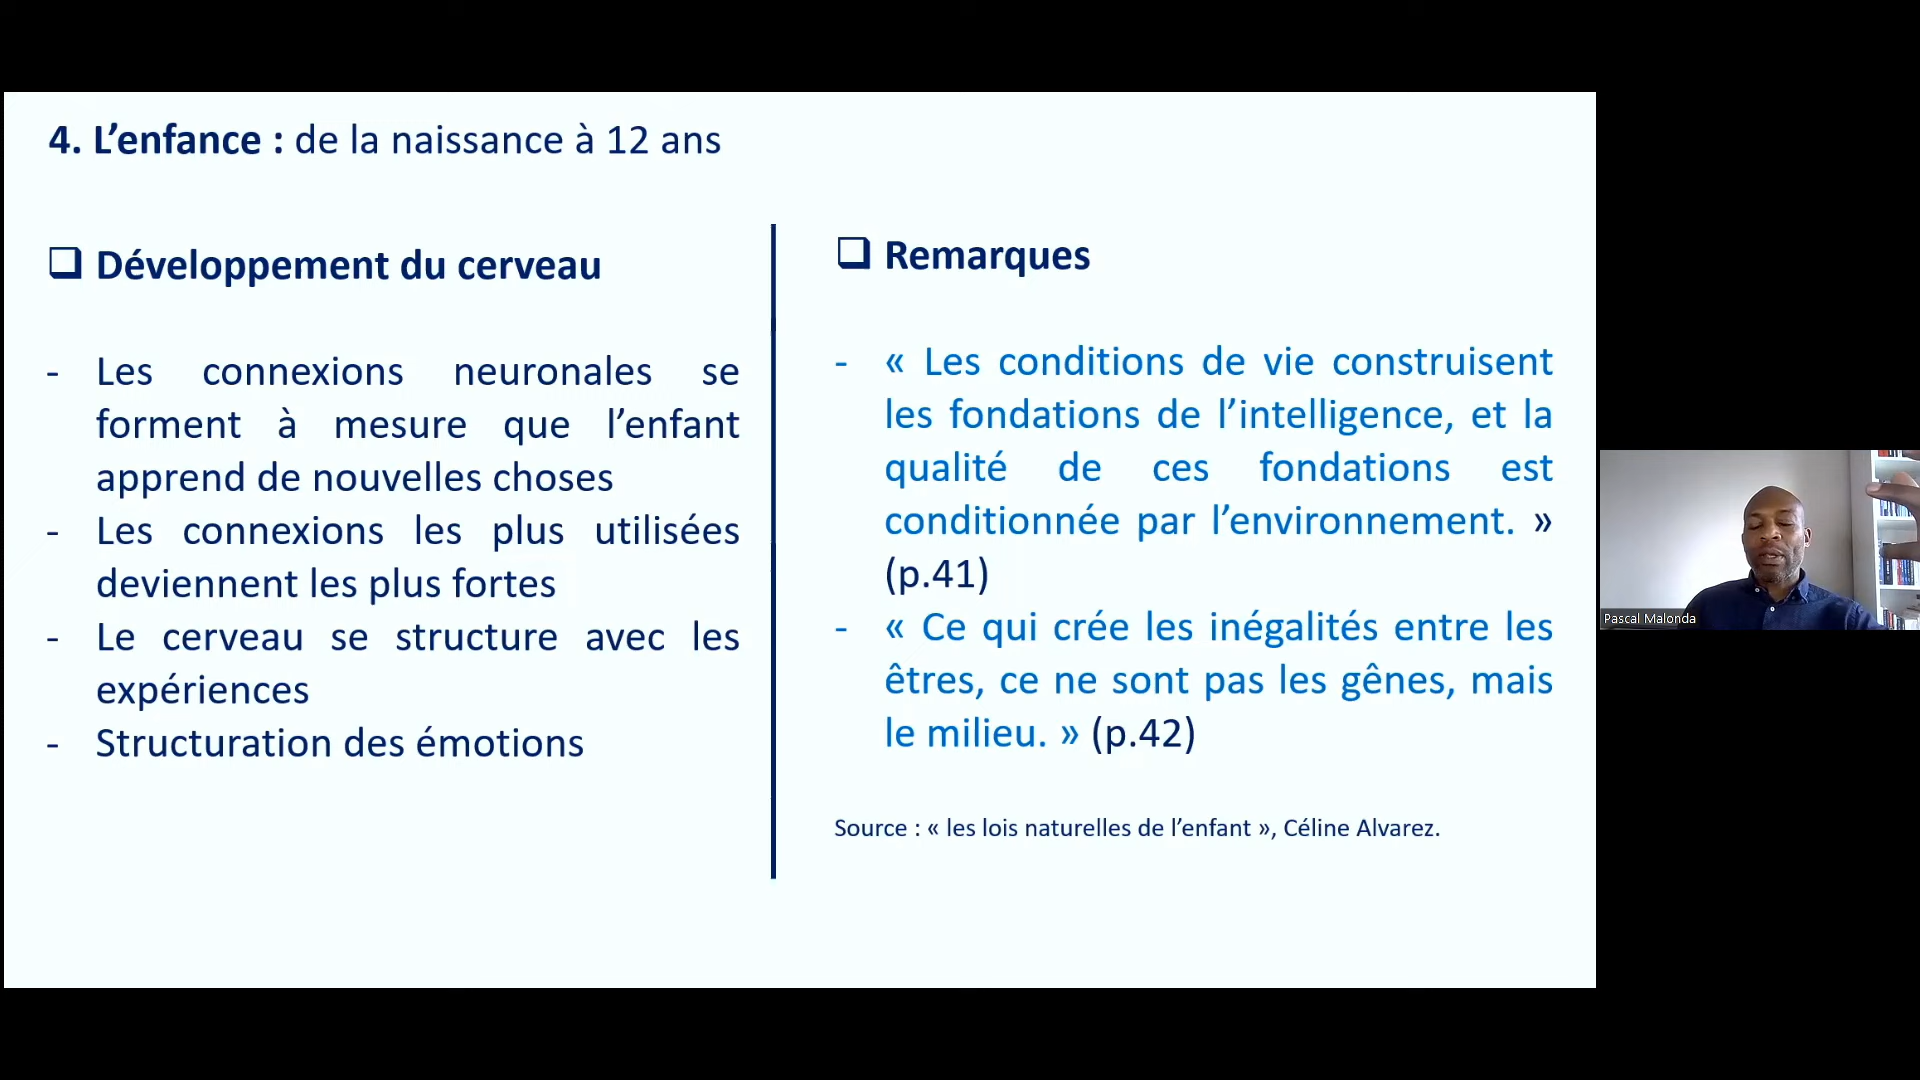 4. L’enfance : de la naissance à 12 ans
❑ Développement du cerveau
- Les connexions neuronales se
forment à mesure que l’enfant
apprend de nouvelles choses
- Les connexions les plus utilisées
deviennent les plus fortes
- Le cerveau se structure avec les
expériences
- Structuration des émotions
❑ Remarques
- « Les conditions de vie construisent
les fondations de l’intelligence, et la
qualité de ces fondations est
conditionnée par l’environnement. »
(p.41)
- « Ce qui crée les inégalités entre les
êtres, ce ne sont pas les gênes, mais
le milieu. » (p.42)
Source : « les lois naturelles de l’enfant », Céline Alvarez.
Pascal Malonda